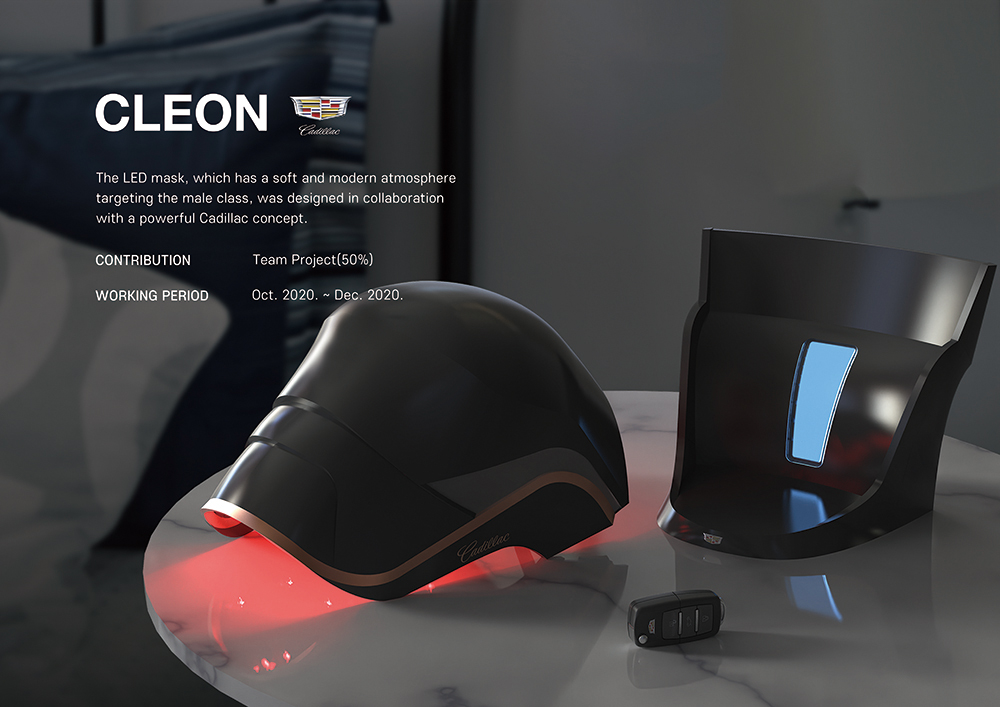 CLEON
Cadillac
The LED mask, which has a soft and modern atmosphere
targeting the male class, was designed in collaboration
with a powerful Cadillac concept.
CONTRIBUTION Team Project(50%)
WORKING PERIOD Oct. 2020. ~ Dec. 2020.
Cadillac